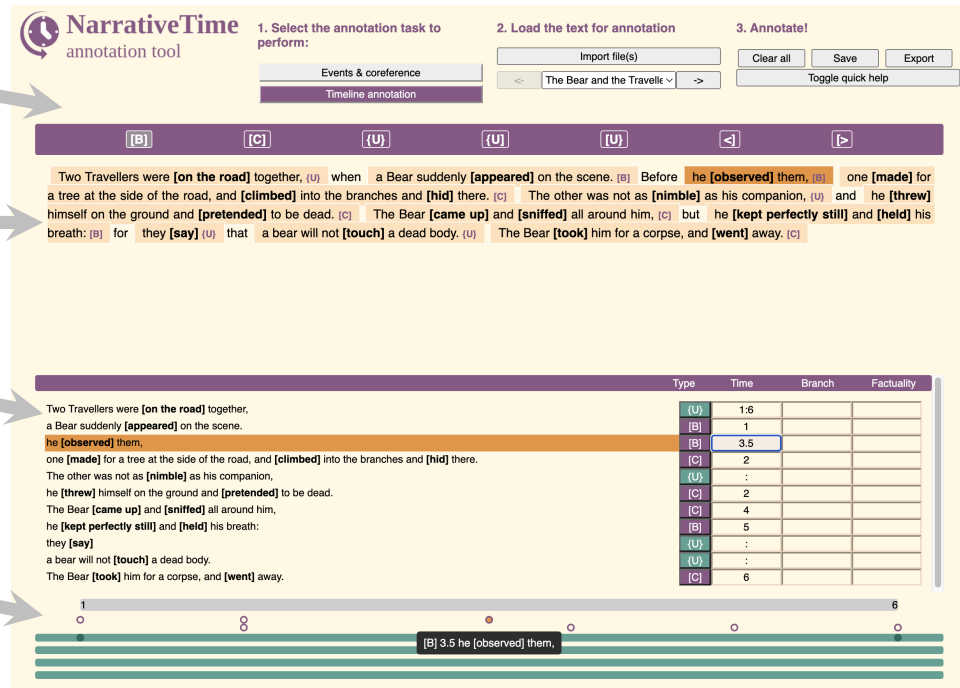 NarrativeTime
annotation tool
1. Select the annotation task to
perform:
Events & coreference
Timeline annotation
2. Load the text for annotation
Import file(s)
<- The Bear and the Travelle ->
3. Annotate!
Clear all Save Export
Toggle quick help
[B] [C] {U} {U] [U} <] [>
Two Travellers were [on the road] together, {U} when a Bear suddenly [appeared] on the scene. [B] Before he [observed] them, [B] one [made] for
a tree at the side of the road, and [climbed] into the branches and [hid] there. [C] The other was not as [nimble] as his companion, {U} and he [threw]
himself on the ground and [pretended] to be dead. [C] The Bear [came up] and [sniffed] all around him, [C] but he [kept perfectly still] and [held] his
breath: [B] for they [say] {U} that a bear will not [touch] a dead body. {U} The Bear [took] him for a corpse, and [went] away. [C]
Type Time Branch Factuality
Two Travellers were [on the road] together, {U} 1:6
a Bear suddenly [appeared] on the scene. [B] 1
he [observed] them, [B] 3.5
one [made] for a tree at the side of the road, and [climbed] into the branches and [hid] there. [C] 2
The other was not as [nimble] as his companion, {U} :
he [threw] himself on the ground and [pretended] to be dead. [C] 2
The Bear [came up] and [sniffed] all around him, [C] 4
he [kept perfectly still] and [held] his breath: [B] 5
they [say] {U} :
a bear will not [touch] a dead body. {U} :
The Bear [took] him for a corpse, and [went] away. [C] 6
1 6
[B] 3.5 he [observed] them,